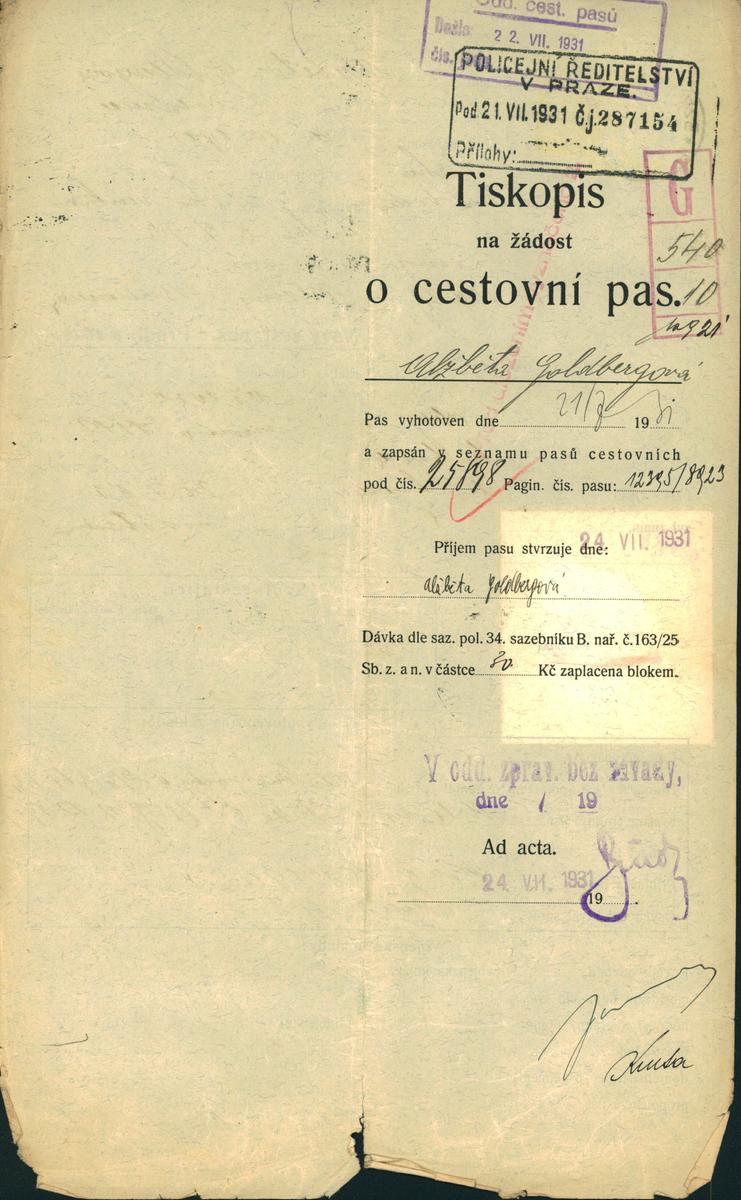 Odd. cest. pasů
Došlo:
22. VII. 1931
čís.
POLICEJNÍ ŘEDITELSTVÍ
V PRAZE.
Pod 21. VII. 1931 Č.j. 287154
Přílohy:
Tiskopis
G
na žádost
540
o cestovní pas.
10
Alžběta Goldbergová
Pas vyhotoven dne 21/7 1931
a zapsán v seznamu pasů cestovních
pod čís. 25898 Pagin. čís. pasu: 12395/8923
24 VII. 1931
Příjem pasu stvrzuje dne:
Alžběta Goldbergová
Dávka dle saz. pol. 34. sazebníku B. nař. č. 163/25
Sb. z. a n. v částce 30 Kč zaplacena blokem.
V odd. zprav. bez závady,
dne / 19
Ad acta.
24. VII. 1931
19